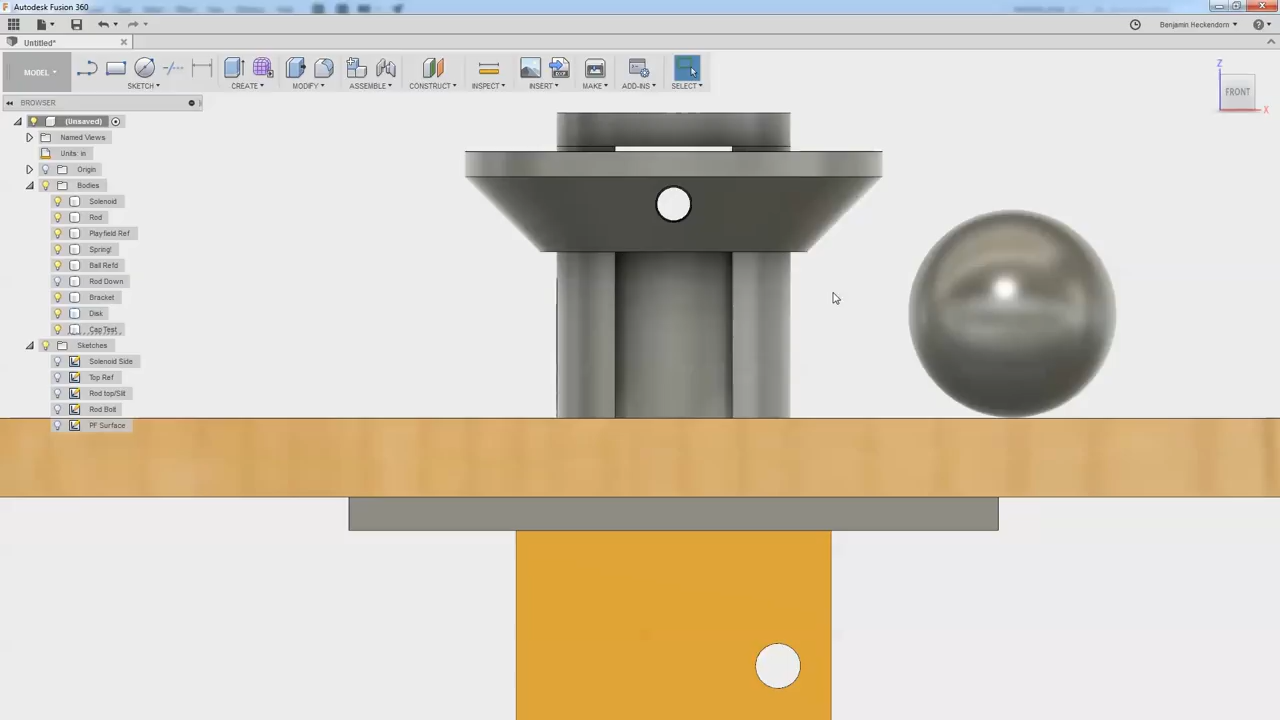 Autodesk Fusion 360
Benjamin Heckendorn
Untitled*
MODEL
SKETCH
CREATE
MODIFY
ASSEMBLE
CONSTRUCT
INSPECT
INSERT
MAKE
ADD-INS
SELECT
Z
FRONT
X
BROWSER
(Unsaved)
Named Views
Units: in
Origin
Bodies
Solenoid
Rod
Playfield Ref
Spring!
Ball Refd
Rod Down
Bracket
Disk
Cap Test
Sketches
Solenoid Side
Top Ref
Rod top/Slit
Rod Bolt
PF Surface